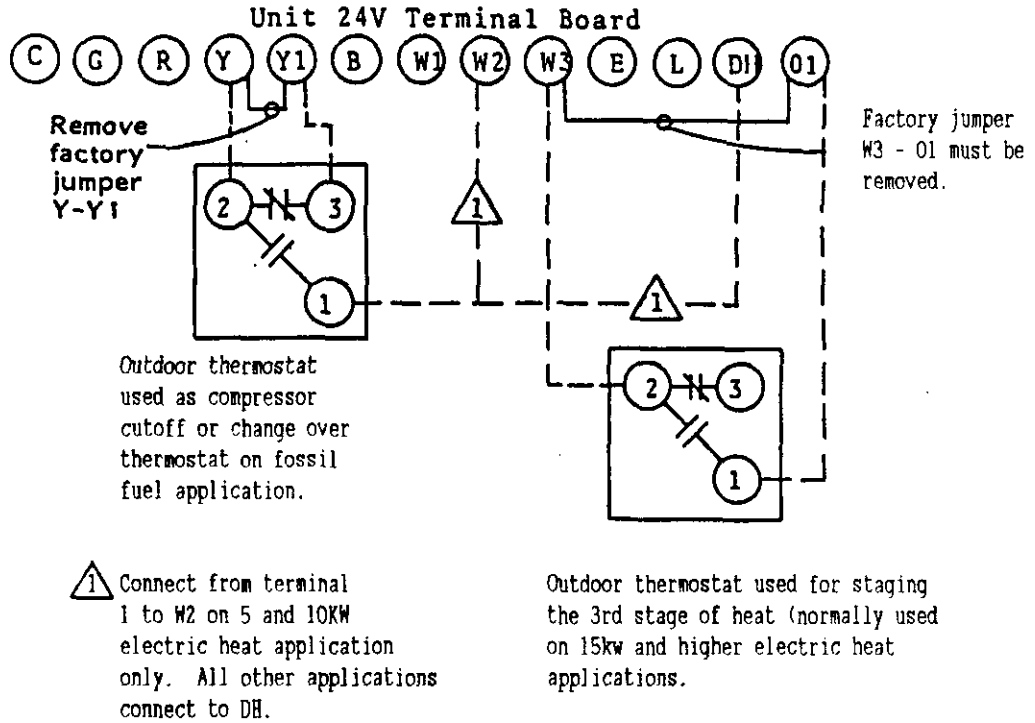 Unit 24V Terminal Board
C G R Y Y1 B W1 W2 W3 E L DH O1
Remove
factory
jumper
Y-Y1
Factory jumper
W3 - O1 must be
removed.
2 3
1
1
1
2 3
1
Outdoor thermostat
used as compressor
cutoff or change over
thermostat on fossil
fuel application.
1 Connect from terminal
1 to W2 on 5 and 10KW
electric heat application
only. All other applications
connect to DH.
Outdoor thermostat used for staging
the 3rd stage of heat (normally used
on 15kw and higher electric heat
applications.